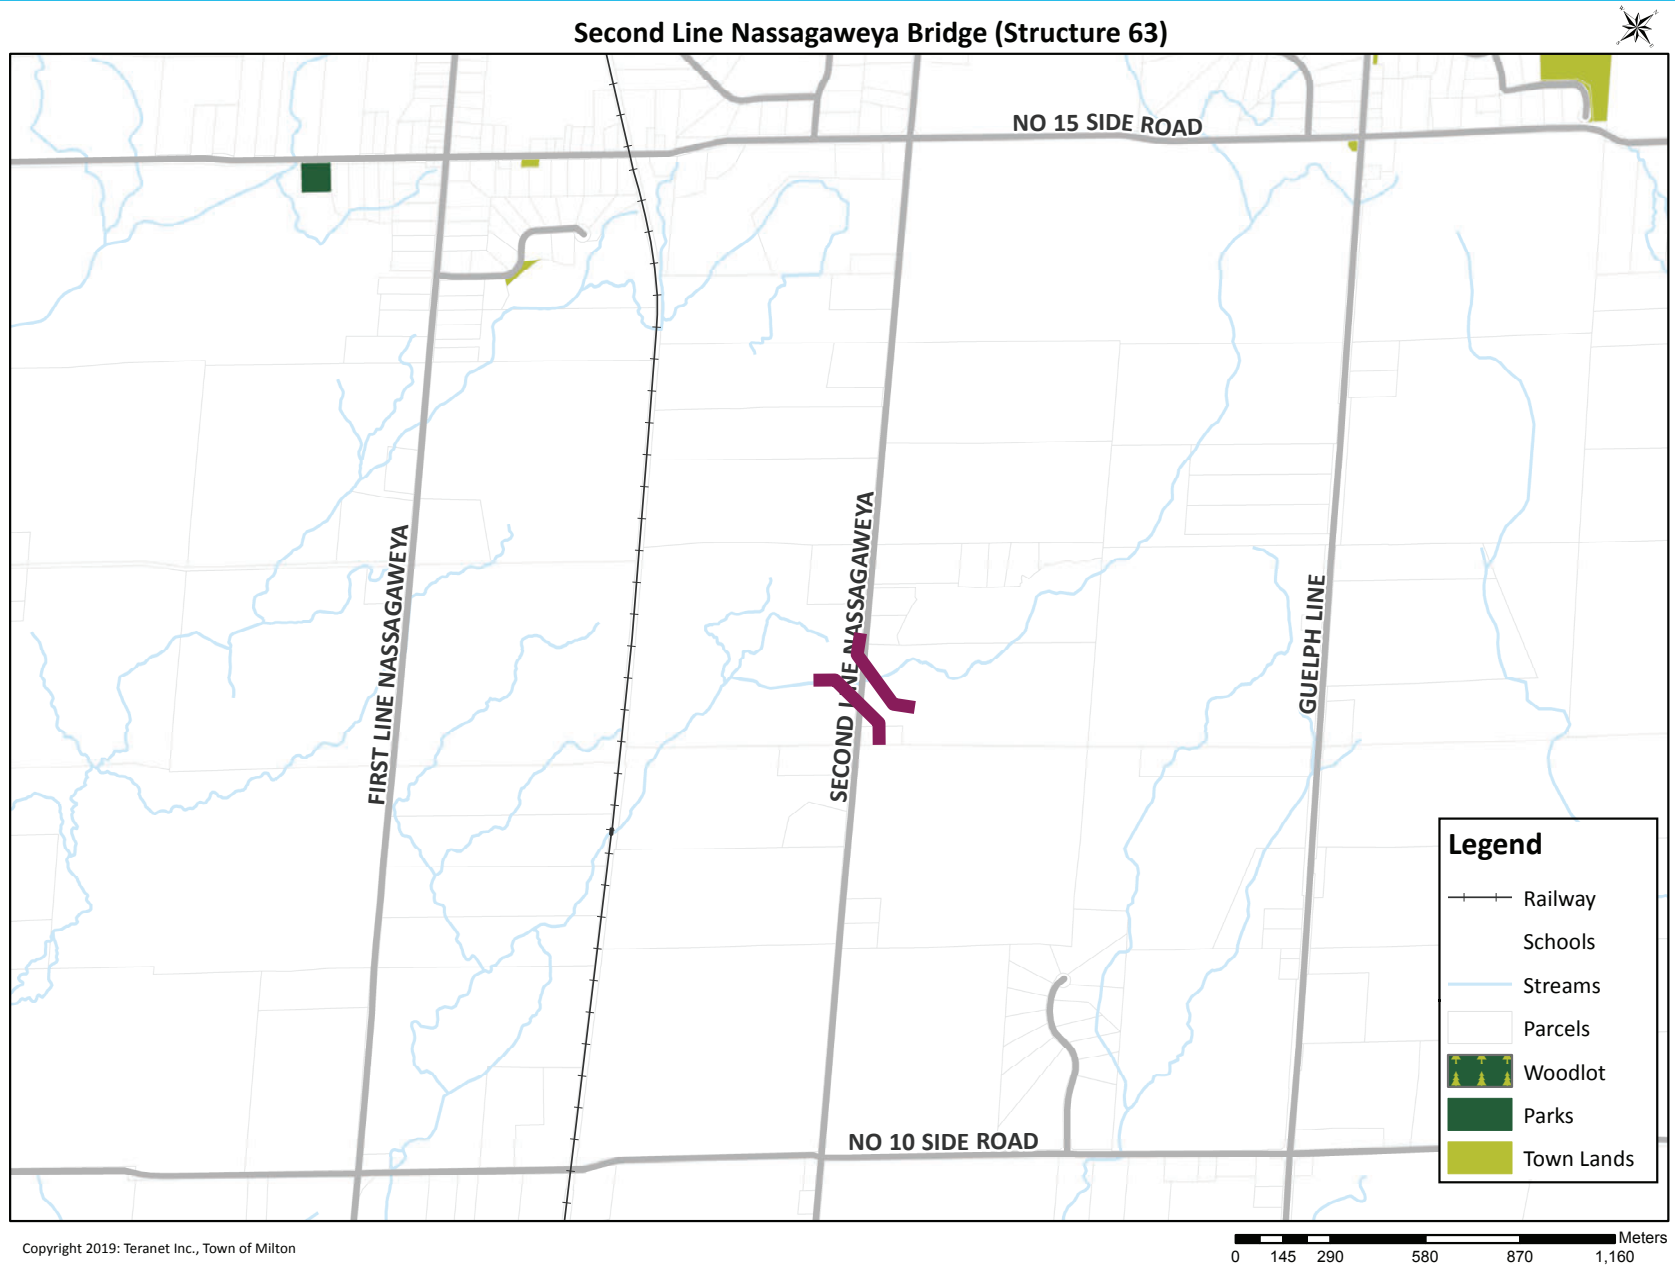 Second Line Nassagaweya Bridge (Structure 63)
NO 15 SIDE ROAD
FIRST LINE NASSAGAWEYA
SECOND LINE NASSAGAWEYA
GUELPH LINE
NO 10 SIDE ROAD
Legend
Railway
Schools
Streams
Parcels
Woodlot
Parks
Town Lands
Copyright 2019: Teranet Inc., Town of Milton
Meters
0 145 290 580 870 1,160